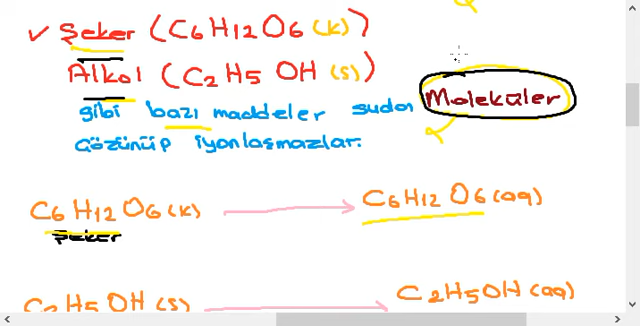 ✓ Şeker (C6H12O6 (k))
Alkol (C2H5OH (s))
gibi bazı maddeler suda
Moleküler
çözünüp iyonlaşmazlar.
C6H12O6(k) → C6H12O6(aq)
Şeker
C2H5OH(s) → C2H5OH(aq)